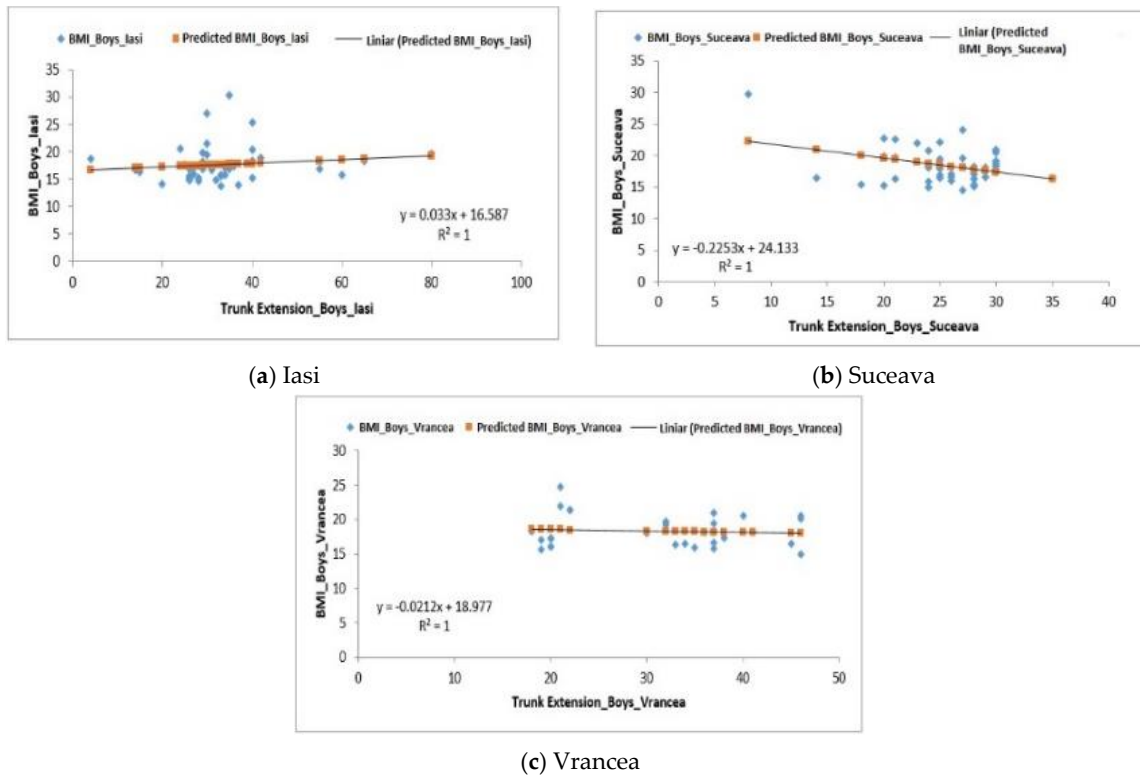 BMI_Boys_Iasi Predicted BMI_Boys_Iasi Liniar (Predicted BMI_Boys_Iasi)
35
30
25
20
15
10
5
0
BMI_Boys_Iasi
y = 0.033x + 16.587
R² = 1
0 20 40 60 80 100
Trunk Extension_Boys_Iasi
(a) Iasi
BMI_Boys_Suceava Predicted BMI_Boys_Suceava Liniar (Predicted
BMI_Boys_Suceava)
35
30
25
20
15
10
5
0
BMI_Boys_Suceava
y = -0.2253x + 24.133
R² = 1
0 5 10 15 20 25 30 35 40
Trunk Extension_Boys_Suceava
(b) Suceava
BMI_Boys_Vrancea Predicted BMI_Boys_Vrancea Liniar (Predicted BMI_Boys_Vrancea)
30
25
20
15
10
5
0
BMI_Boys_Vrancea
y = -0.0212x + 18.977
R² = 1
0 10 20 30 40 50
Trunk Extension_Boys_Vrancea
(c) Vrancea